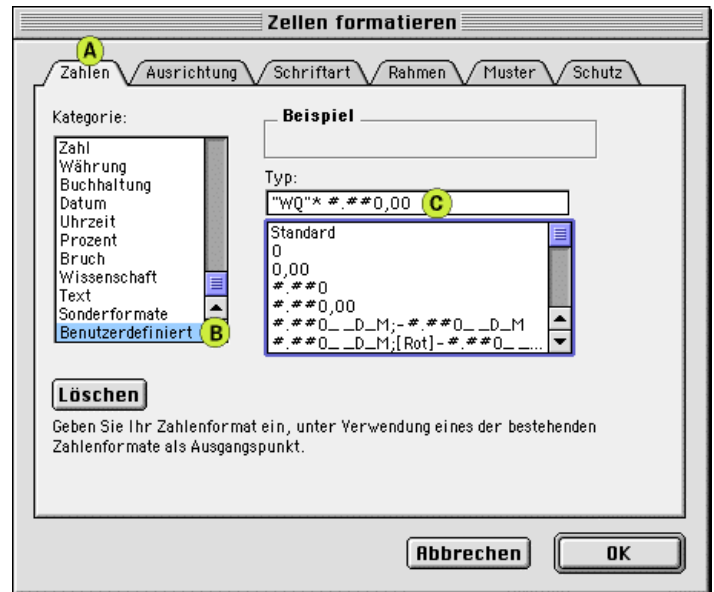 Zellen formatieren
A
Zahlen Ausrichtung Schriftart Rahmen Muster Schutz
Kategorie:
Zahl
Währung
Buchhaltung
Datum
Uhrzeit
Prozent
Bruch
Wissenschaft
Text
Sonderformate
Benutzerdefiniert B
Beispiel
Typ:
"WQ"* #.##0,00 C
Standard
0
0,00
#.##0
#.##0,00
#.##0_ _D_M;-#.##0_ _D_M
#.##0_ _D_M;[Rot]-#.##0_ _...
Löschen
Geben Sie Ihr Zahlenformat ein, unter Verwendung eines der bestehenden
Zahlenformate als Ausgangspunkt.
Abbrechen OK